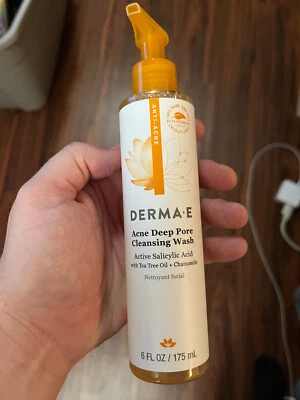 ANTI-ACNE
DERMA·E
Acne Deep Pore
Cleansing Wash
Active Salicylic Acid
with Tea Tree Oil + Chamomile
Nettoyant facial
6 FL OZ / 175 mL